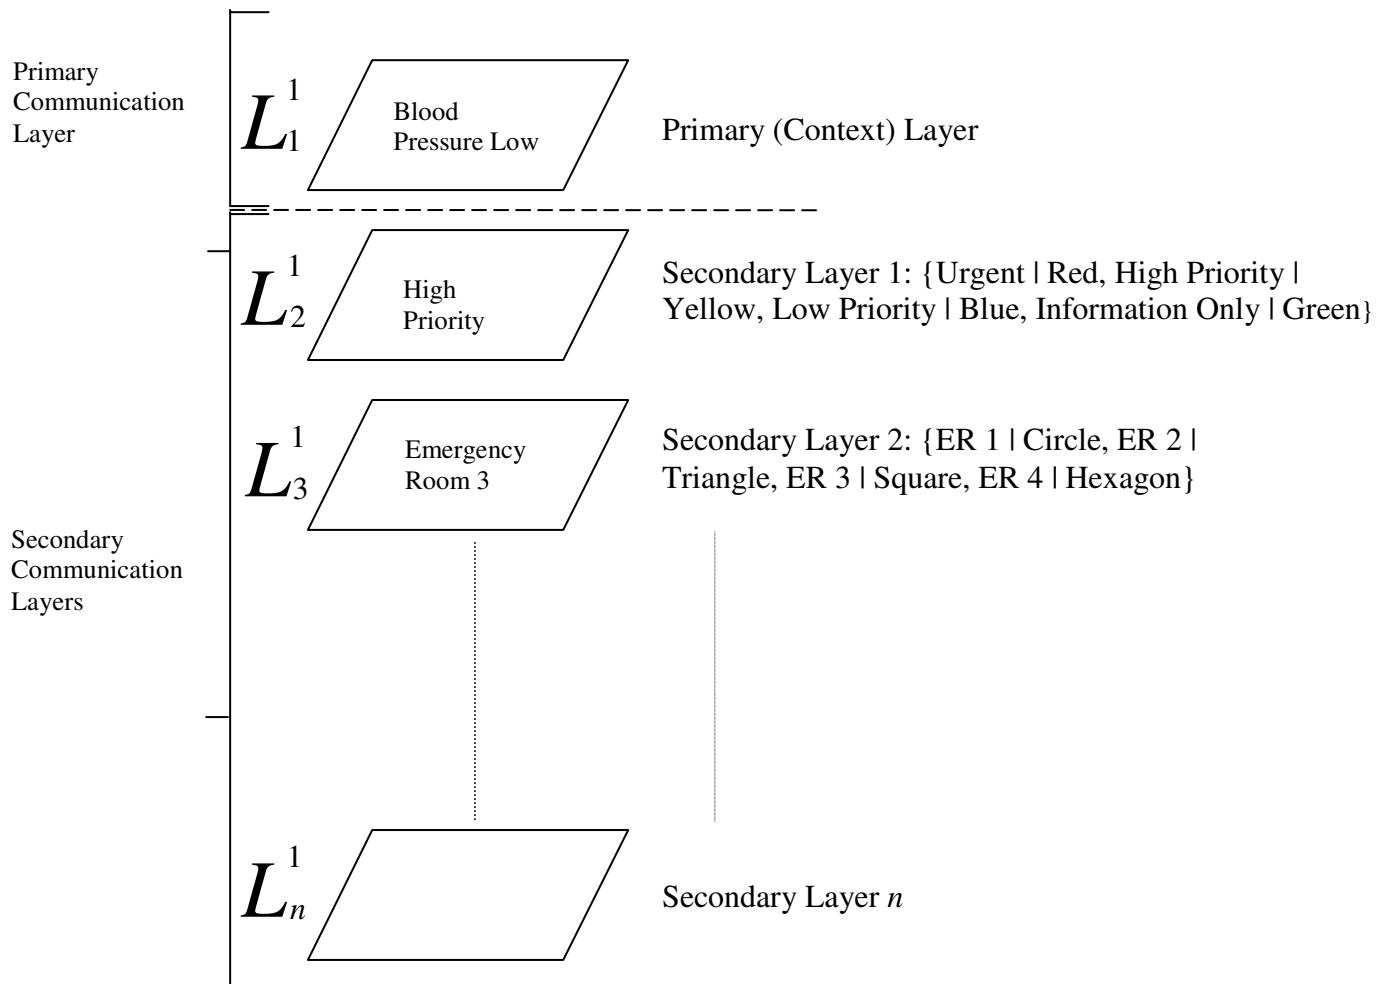 Primary
Communication
Layer
L 1 1
Blood
Pressure Low
Primary (Context) Layer
L 1 2
High
Priority
Secondary Layer 1: {Urgent | Red, High Priority |
Yellow, Low Priority | Blue, Information Only | Green}
L 1 3
Emergency
Room 3
Secondary Layer 2: {ER 1 | Circle, ER 2 |
Triangle, ER 3 | Square, ER 4 | Hexagon}
Secondary
Communication
Layers
L 1 n
Secondary Layer n